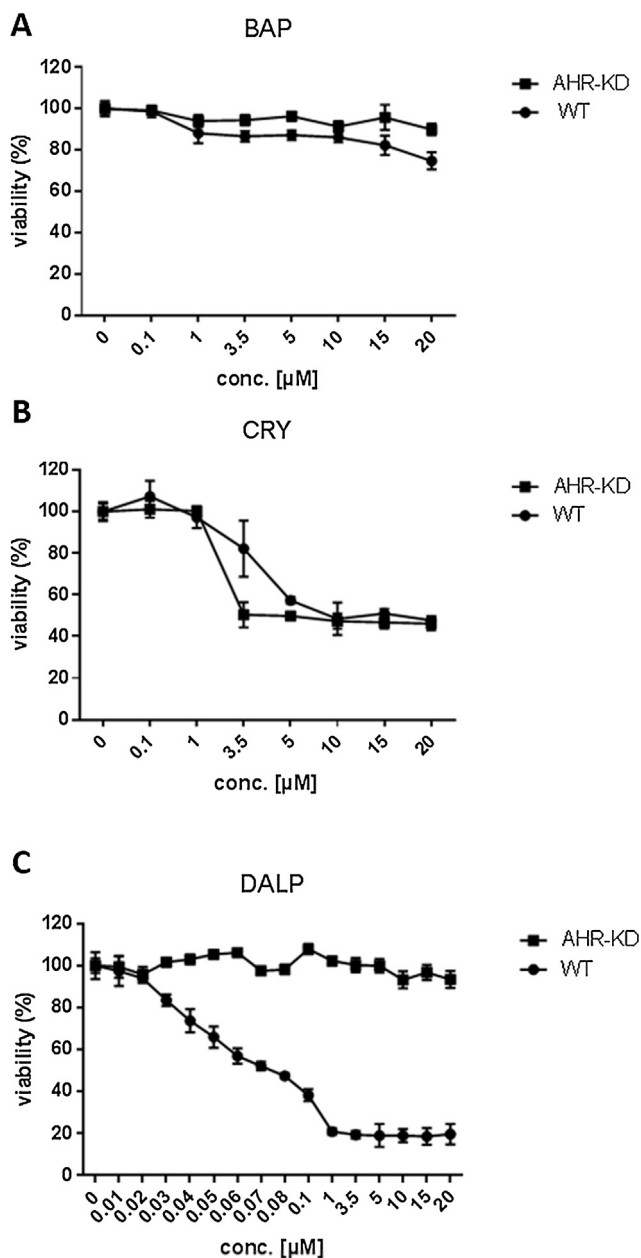 A
BAP
viability (%)
120
100
80
60
40
20
0
0 0.1 1 3.5 5 10 15 20
conc. [µM]
AHR-KD
WT
B
CRY
viability (%)
120
100
80
60
40
20
0
0 0.1 1 3.5 5 10 15 20
conc. [µM]
AHR-KD
WT
C
DALP
viability (%)
120
100
80
60
40
20
0
0 0.01 0.02 0.03 0.04 0.05 0.06 0.07 0.08 0.1 1 3.5 5 10 15 20
conc. [µM]
AHR-KD
WT